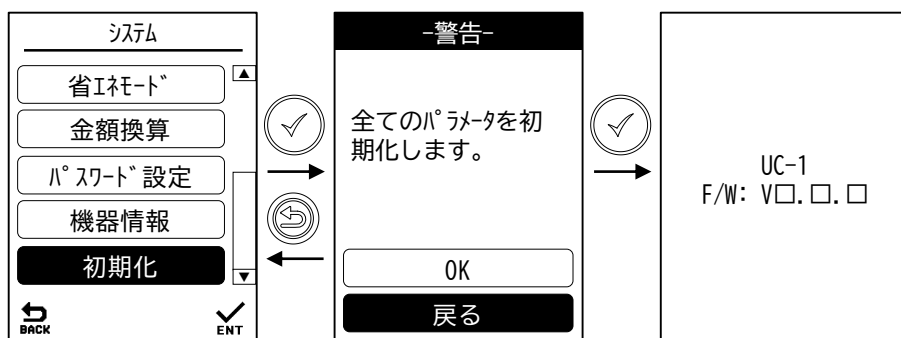 ｼｽﾃﾑ
省ｴﾈﾓｰﾄﾞ
金額換算
ﾊﾟｽﾜｰﾄﾞ設定
機器情報
初期化
BACK
ENT
-警告-
全てのﾊﾟﾗﾒｰﾀを初
期化します。
OK
戻る
UC-1
F/W: V□.□.□